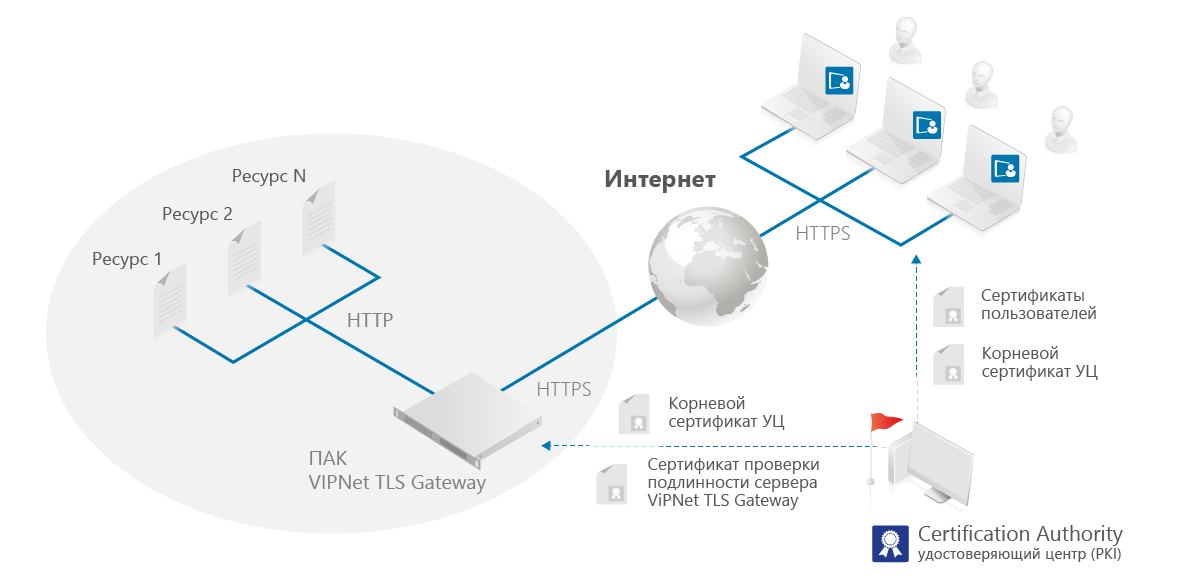 Ресурс N
Ресурс 2
Ресурс 1
HTTP
Интернет
HTTPS
HTTPS
ПАК
VIPNet TLS Gateway
Сертификаты
пользователей
Корневой
сертификат УЦ
Корневой
сертификат УЦ
Сертификат проверки
подлинности сервера
ViPNet TLS Gateway
Certification Authority
удостоверяющий центр (PKI)